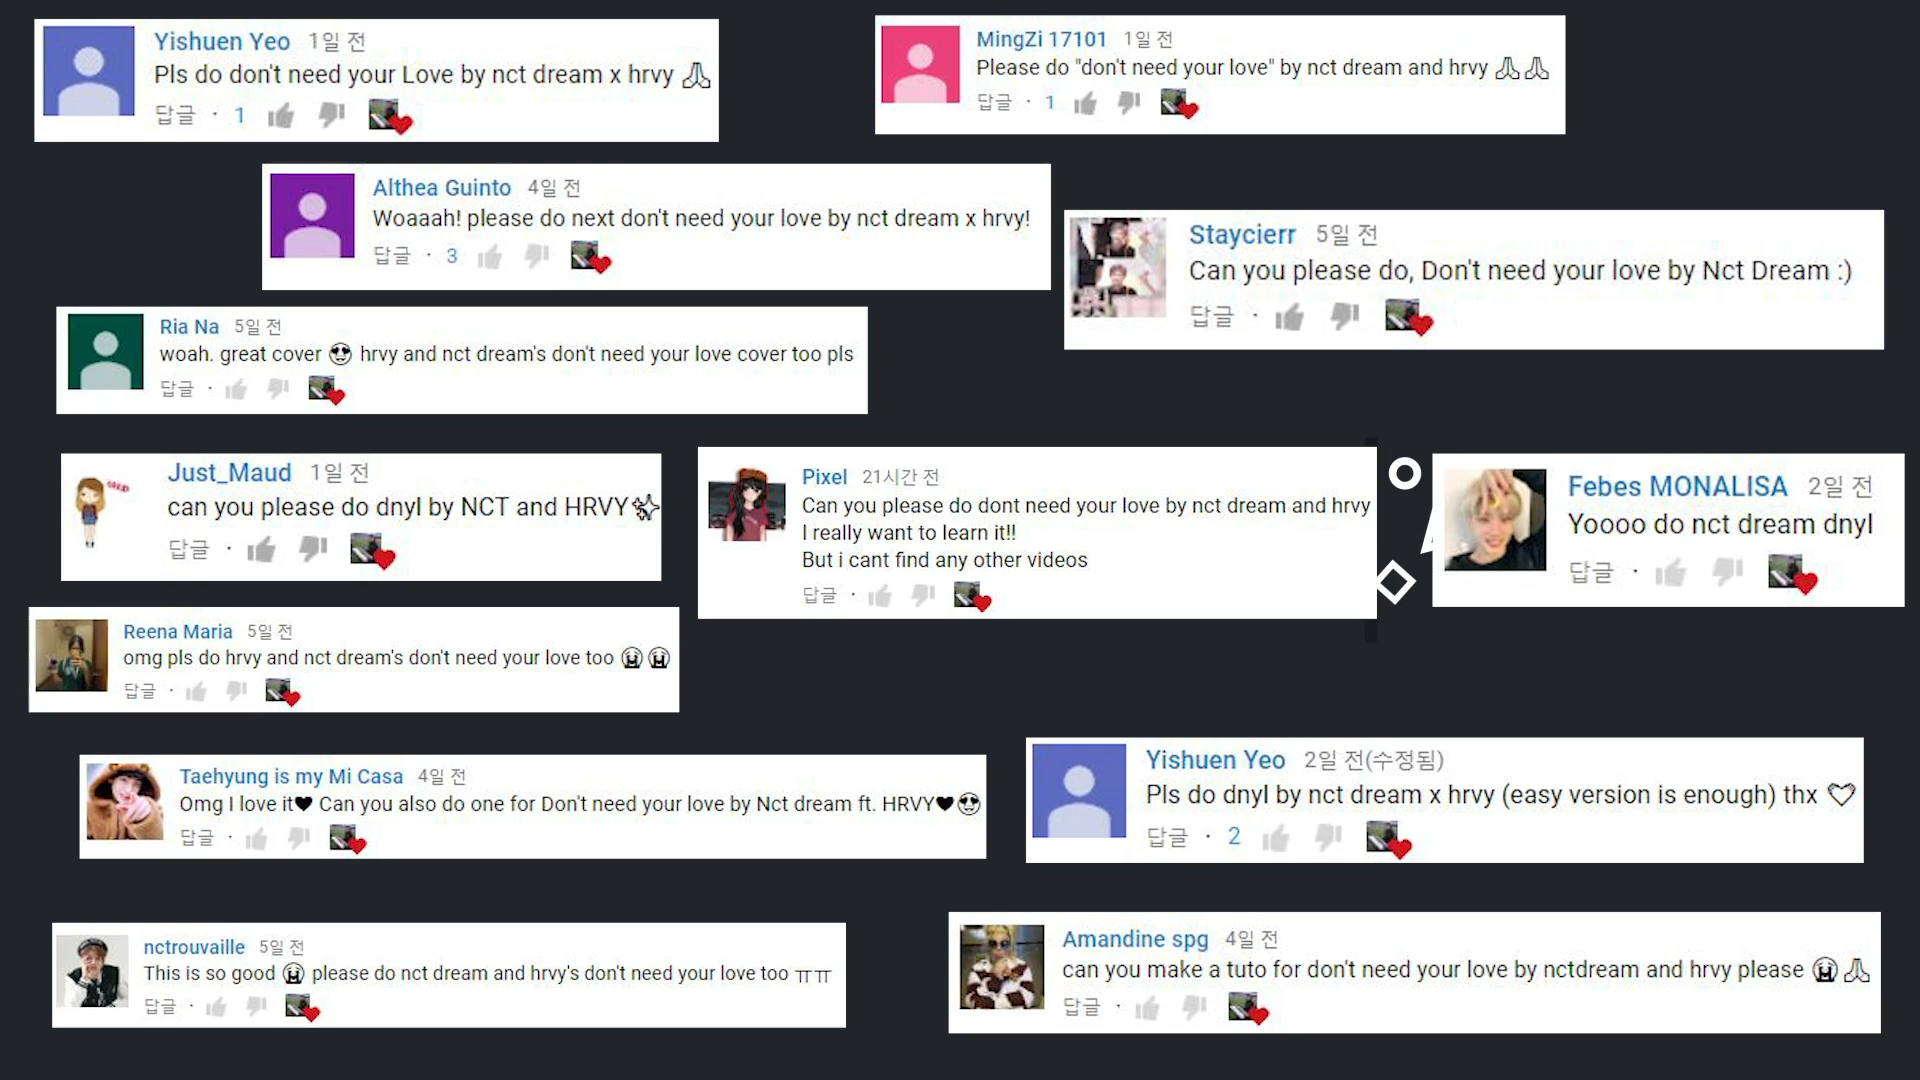 Yishuen Yeo 1일 전
Pls do don't need your Love by nct dream x hrvy 🙏
답글 · 1
MingZi 17101 1일 전
Please do "don't need your love" by nct dream and hrvy 🙏🙏
답글 · 1
Althea Guinto 4일 전
Woaaah! please do next don't need your love by nct dream x hrvy!
답글 · 3
Staycierr 5일 전
Can you please do, Don't need your love by Nct Dream :)
답글 ·
Ria Na 5일 전
woah. great cover 😍 hrvy and nct dream's don't need your love cover too pls
답글 ·
Just_Maud 1일 전
can you please do dnyl by NCT and HRVY✨
답글 ·
Pixel 21시간 전
Can you please do dont need your love by nct dream and hrvy
I really want to learn it!!
But i cant find any other videos
답글 ·
Febes MONALISA 2일 전
Yoooo do nct dream dnyl
답글 ·
Reena Maria 5일 전
omg pls do hrvy and nct dream's don't need your love too 😭😭
답글 ·
Taehyung is my Mi Casa 4일 전
Omg I love it♥ Can you also do one for Don't need your love by Nct dream ft. HRVY♥😍
답글 ·
Yishuen Yeo 2일 전(수정됨)
Pls do dnyl by nct dream x hrvy (easy version is enough) thx ♡
답글 · 2
nctrouvaille 5일 전
This is so good 😭 please do nct dream and hrvy's don't need your love too ㅠㅠ
답글 ·
Amandine spg 4일 전
can you make a tuto for don't need your love by nctdream and hrvy please 😭🙏
답글 ·